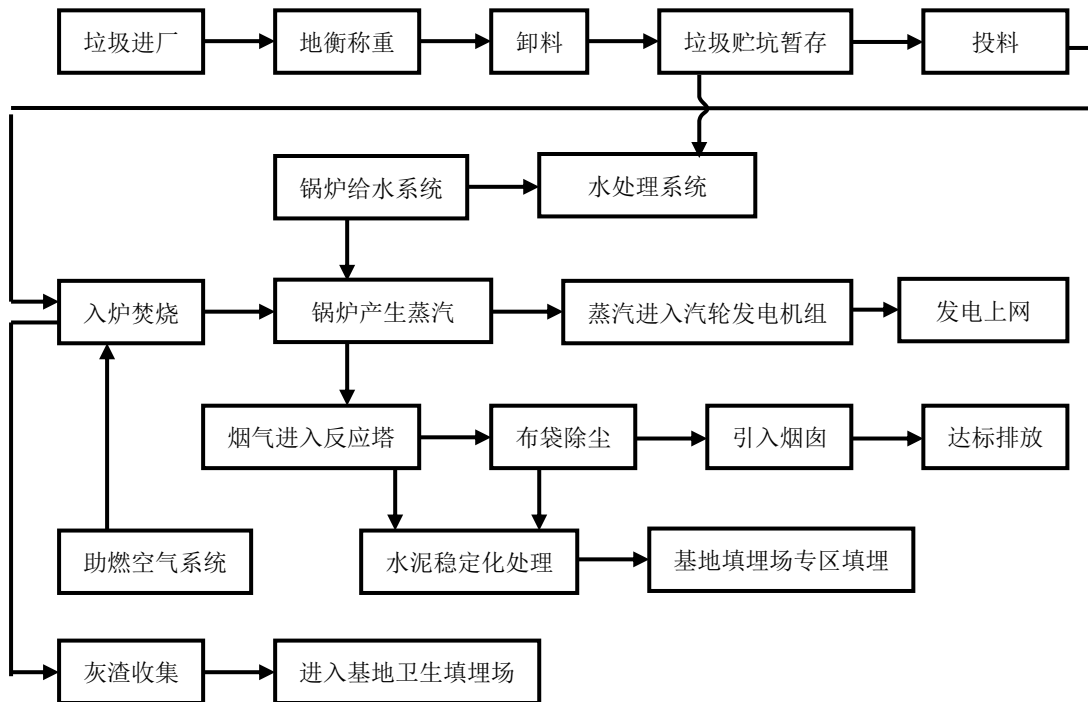 垃圾进厂
地衡称重
卸料
垃圾贮坑暂存
投料
锅炉给水系统
水处理系统
入炉焚烧
锅炉产生蒸汽
蒸汽进入汽轮发电机组
发电上网
烟气进入反应塔
布袋除尘
引入烟囱
达标排放
助燃空气系统
水泥稳定化处理
基地填埋场专区填埋
灰渣收集
进入基地卫生填埋场